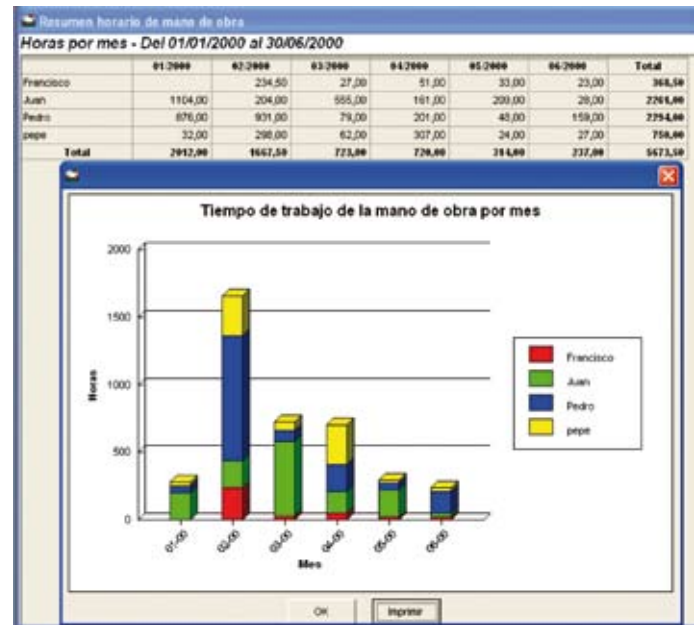 Resumen horario de mano de obra
Horas por mes - Del 01/01/2000 al 30/06/2000
01/2000 02/2000 03/2000 04/2000 05/2000 06/2000 Total
Francisco 234,50 27,00 51,00 33,00 23,00 368,50
Juan 1104,00 204,00 555,00 161,00 209,00 28,00 2261,00
Pedro 876,00 931,00 79,00 201,00 48,00 159,00 2294,00
pepe 32,00 298,00 62,00 307,00 24,00 27,00 750,00
Total 2012,00 1667,50 723,00 720,00 314,00 237,00 5673,50
Tiempo de trabajo de la mano de obra por mes
2000
1500
1000
500
0
Horas
01-00 02-00 03-00 04-00 05-00 06-00
Mes
Francisco
Juan
Pedro
pepe
OK Imprimir